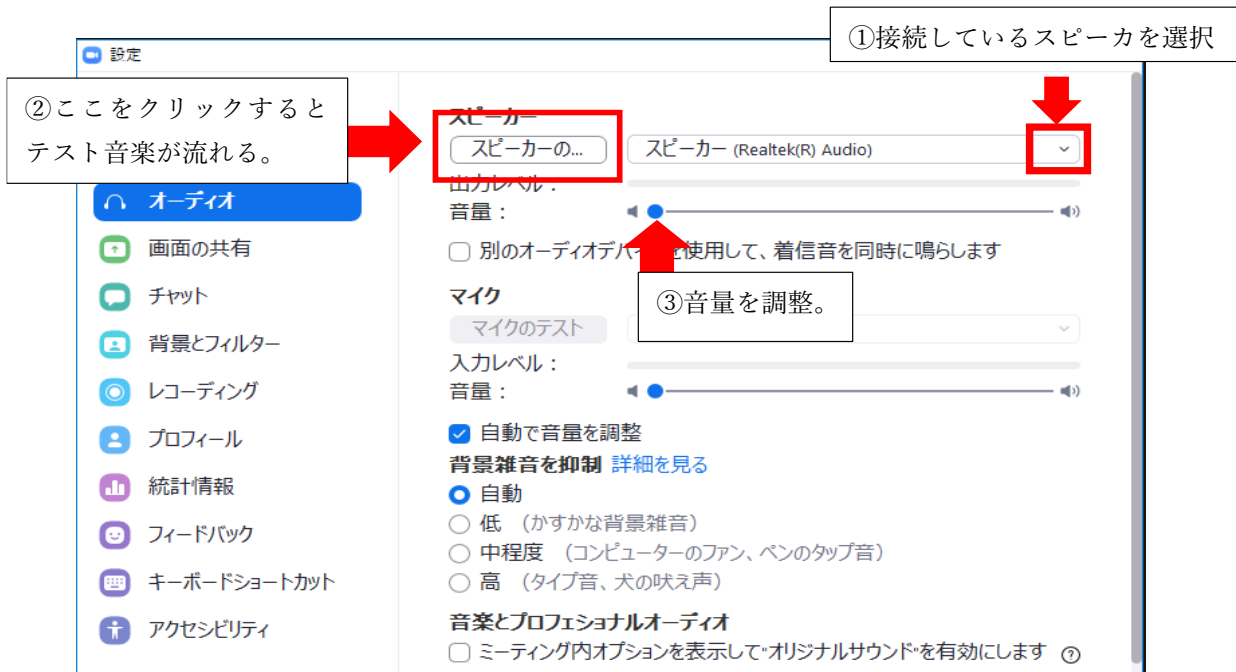 ①接続しているスピーカを選択
設定
②ここをクリックすると
テスト音楽が流れる。
オーディオ
画面の共有
チャット
背景とフィルター
レコーディング
プロフィール
統計情報
フィードバック
キーボードショートカット
アクセシビリティ
スピーカー
スピーカーの... スピーカー (Realtek(R) Audio)
出力レベル：
音量：
別のオーディオデバイスを使用して、着信音を同時に鳴らします
③音量を調整。
マイク
マイクのテスト
入力レベル：
音量：
自動で音量を調整
背景雑音を抑制 詳細を見る
自動
低 （かすかな背景雑音）
中程度 （コンピューターのファン、ペンのタップ音）
高 （タイプ音、犬の吠え声）
音楽とプロフェショナルオーディオ
ミーティング内オプションを表示して"オリジナルサウンド"を有効にします ?